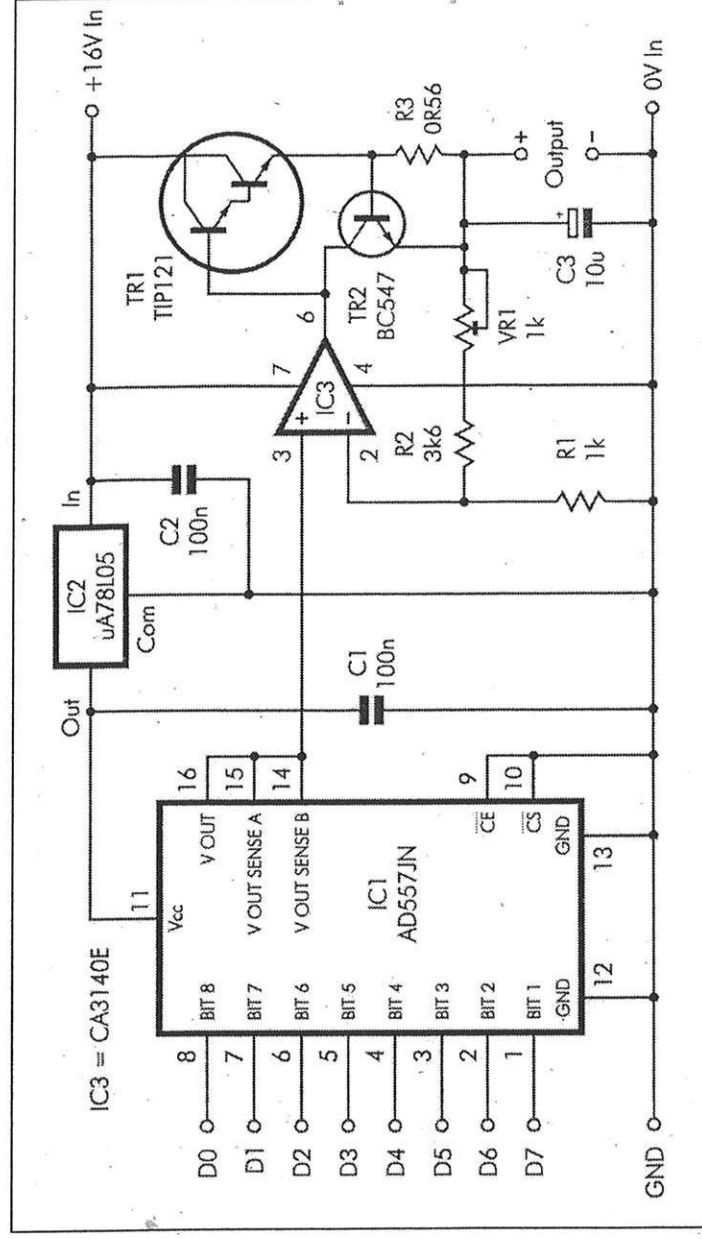 IC3 = CA3140E
+16V In
0V In
GND
IC2
uA78L05
In
Out
Com
C2
100n
C1
100n
TR1
TIP121
TR2
BC547
R3
0R56
IC3
+
−
7
6
4
3
2
R2
3k6
VR1
1k
R1
1k
C3
10u
+
+
Output
-
11
Vcc
16
V OUT
15
V OUT SENSE A
14
V OUT SENSE B
IC1
AD557JN
9
CE
10
CS
GND
13
GND
12
D0
8
BIT 8
D1
7
BIT 7
D2
6
BIT 6
D3
5
BIT 5
D4
4
BIT 4
D5
3
BIT 3
D6
2
BIT 2
D7
1
BIT 1